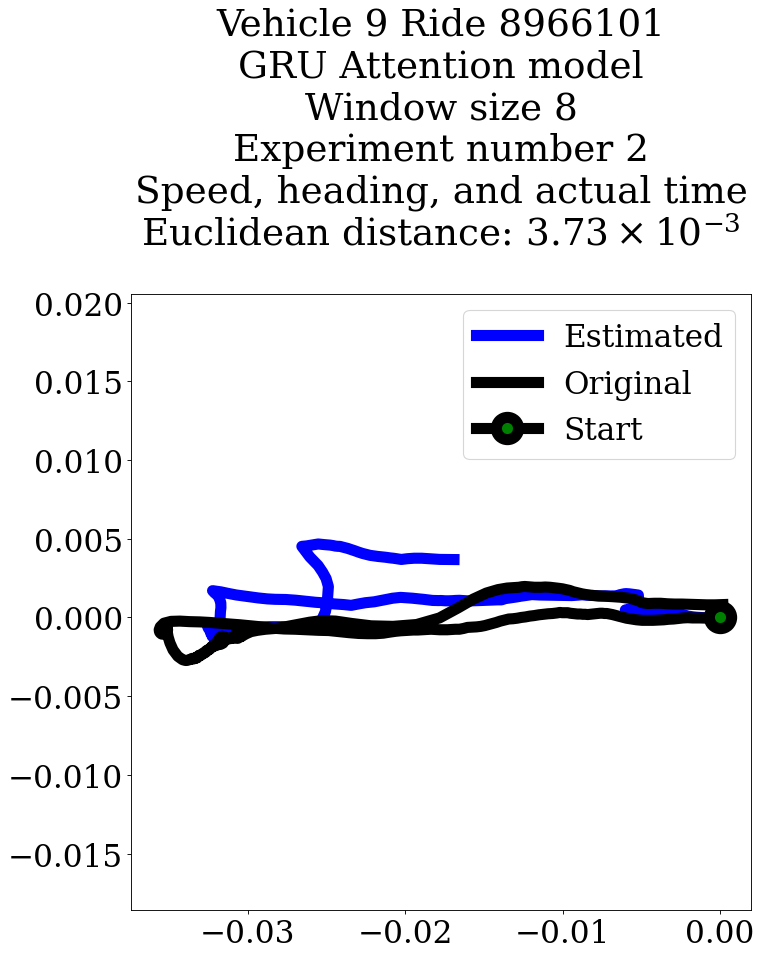 Vehicle 9 Ride 8966101
GRU Attention model
Window size 8
Experiment number 2
Speed, heading, and actual time
Euclidean distance: 3.73 × 10⁻³
0.020
Estimated
0.015
Original
0.010
Start
0.005
0.000
−0.005
−0.010
−0.015
−0.03
−0.02
−0.01
0.00